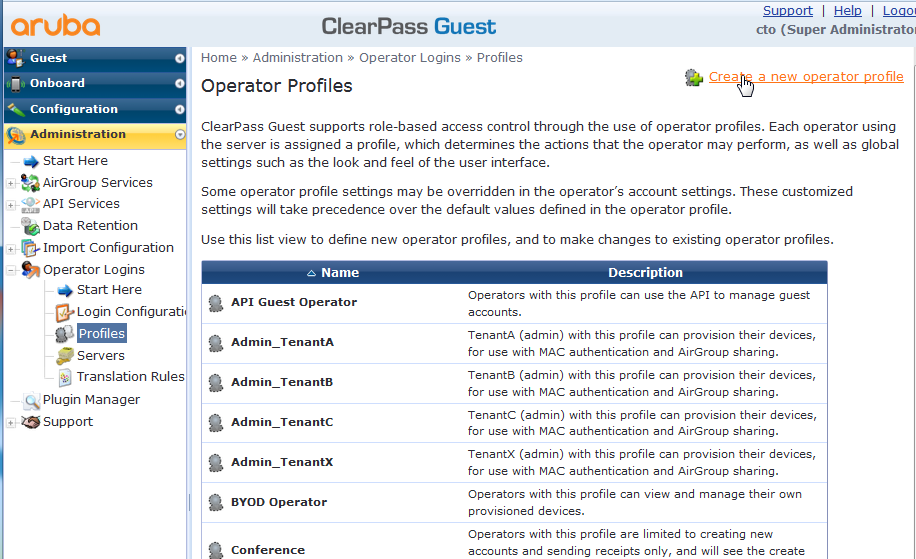 aruba
ClearPass Guest
Support | Help |
cto (Super Administrator
Guest
Onboard
Configuration
Administration
Start Here
AirGroup Services
API Services
Data Retention
Import Configuration
Operator Logins
Start Here
Login Configurati
Profiles
Servers
Translation Rules
Plugin Manager
Support
Home » Administration » Operator Logins » Profiles
Operator Profiles
Create a new operator profile
ClearPass Guest supports role-based access control through the use of operator profiles. Each operator using
the server is assigned a profile, which determines the actions that the operator may perform, as well as global
settings such as the look and feel of the user interface.
Some operator profile settings may be overridden in the operator's account settings. These customized
settings will take precedence over the default values defined in the operator profile.
Use this list view to define new operator profiles, and to make changes to existing operator profiles.
Name Description
API Guest Operator
Operators with this profile can use the API to manage guest
accounts.
Admin_TenantA
TenantA (admin) with this profile can provision their devices,
for use with MAC authentication and AirGroup sharing.
Admin_TenantB
TenantB (admin) with this profile can provision their devices,
for use with MAC authentication and AirGroup sharing.
Admin_TenantC
TenantC (admin) with this profile can provision their devices,
for use with MAC authentication and AirGroup sharing.
Admin_TenantX
TenantX (admin) with this profile can provision their devices,
for use with MAC authentication and AirGroup sharing.
BYOD Operator
Operators with this profile can view and manage their own
provisioned devices.
Conference
Operators with this profile are limited to creating new
accounts and sending receipts only, and will see the create